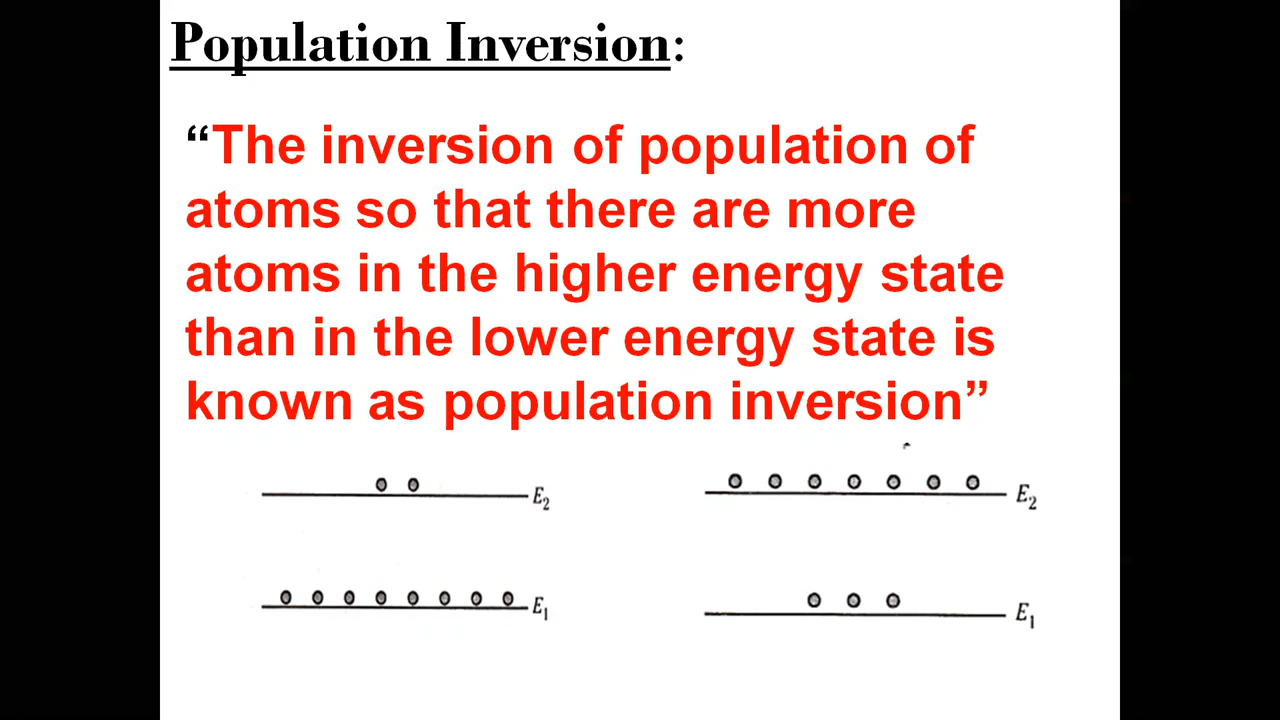 Population Inversion:
“The inversion of population of
atoms so that there are more
atoms in the higher energy state
than in the lower energy state is
known as population inversion”
E2
E2
E1
E1